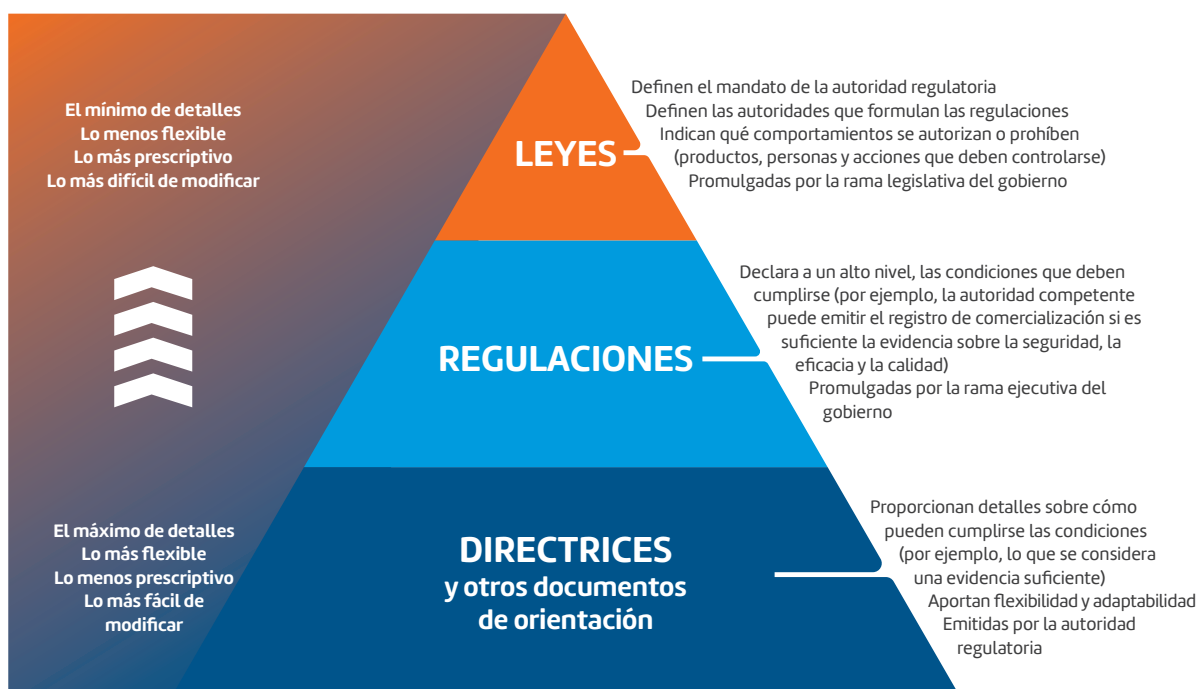 El mínimo de detalles
Lo menos flexible
Lo más prescriptivo
Lo más difícil de modificar
LEYES
Definen el mandato de la autoridad regulatoria
Definen las autoridades que formulan las regulaciones
Indican qué comportamientos se autorizan o prohíben
(productos, personas y acciones que deben controlarse)
Promulgadas por la rama legislativa del gobierno
REGULACIONES
Declara a un alto nivel, las condiciones que deben
cumplirse (por ejemplo, la autoridad competente
puede emitir el registro de comercialización si es
suficiente la evidencia sobre la seguridad, la
eficacia y la calidad)
Promulgadas por la rama ejecutiva del
gobierno
El máximo de detalles
Lo más flexible
Lo menos prescriptivo
Lo más fácil de
modificar
DIRECTRICES
y otros documentos
de orientación
Proporcionan detalles sobre cómo
pueden cumplirse las condiciones
(por ejemplo, lo que se considera
una evidencia suficiente)
Aportan flexibilidad y adaptabilidad
Emitidas por la autoridad
regulatoria